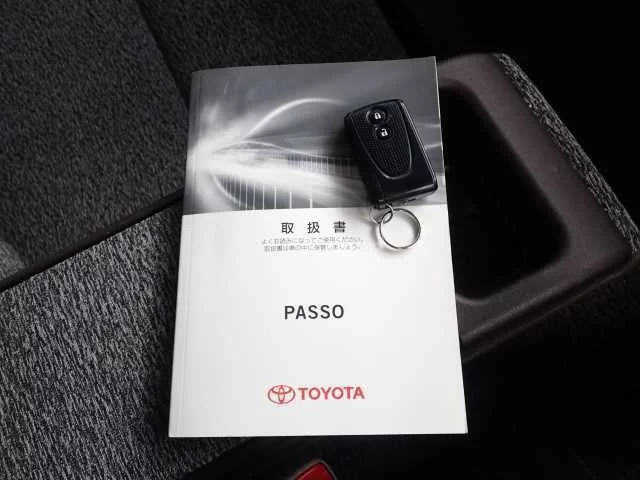 取扱書
よくお読みになってご使用ください。
取扱書は車の中に保管しましょう。
PASSO
TOYOTA